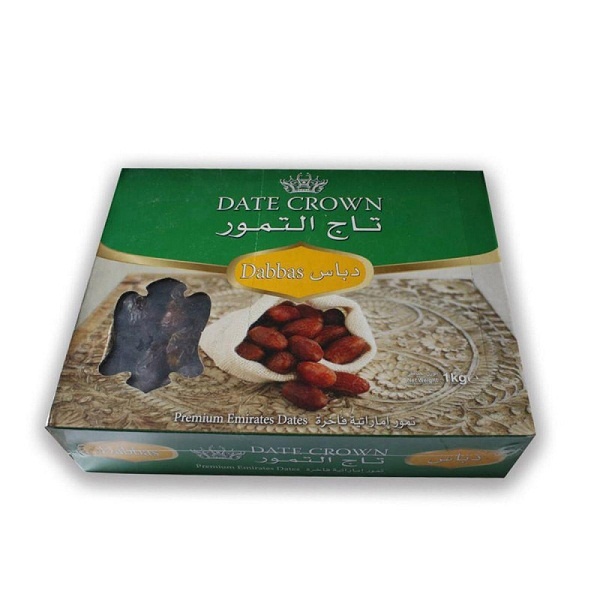 DATE CROWN
تاج التمور
Dabbas دباس
1kg
Premium Emirates Dates تمور إماراتية فاخرة
Dabbas
DATE CROWN
تاج التمور
Premium Emirates Dates تمور إماراتية فاخرة
دباس